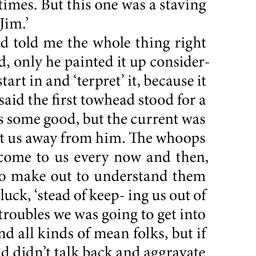 times. But this one was a staving
Jim.’
d told me the whole thing right
d, only he painted it up consider-
start in and ‘terpret’ it, because it
said the first towhead stood for a
s some good, but the current was
t us away from him. The whoops
come to us every now and then,
o make out to understand them
luck, ‘stead of keep- ing us out of
troubles we was going to get into
nd all kinds of mean folks, but if
d didn’t talk back and aggravate